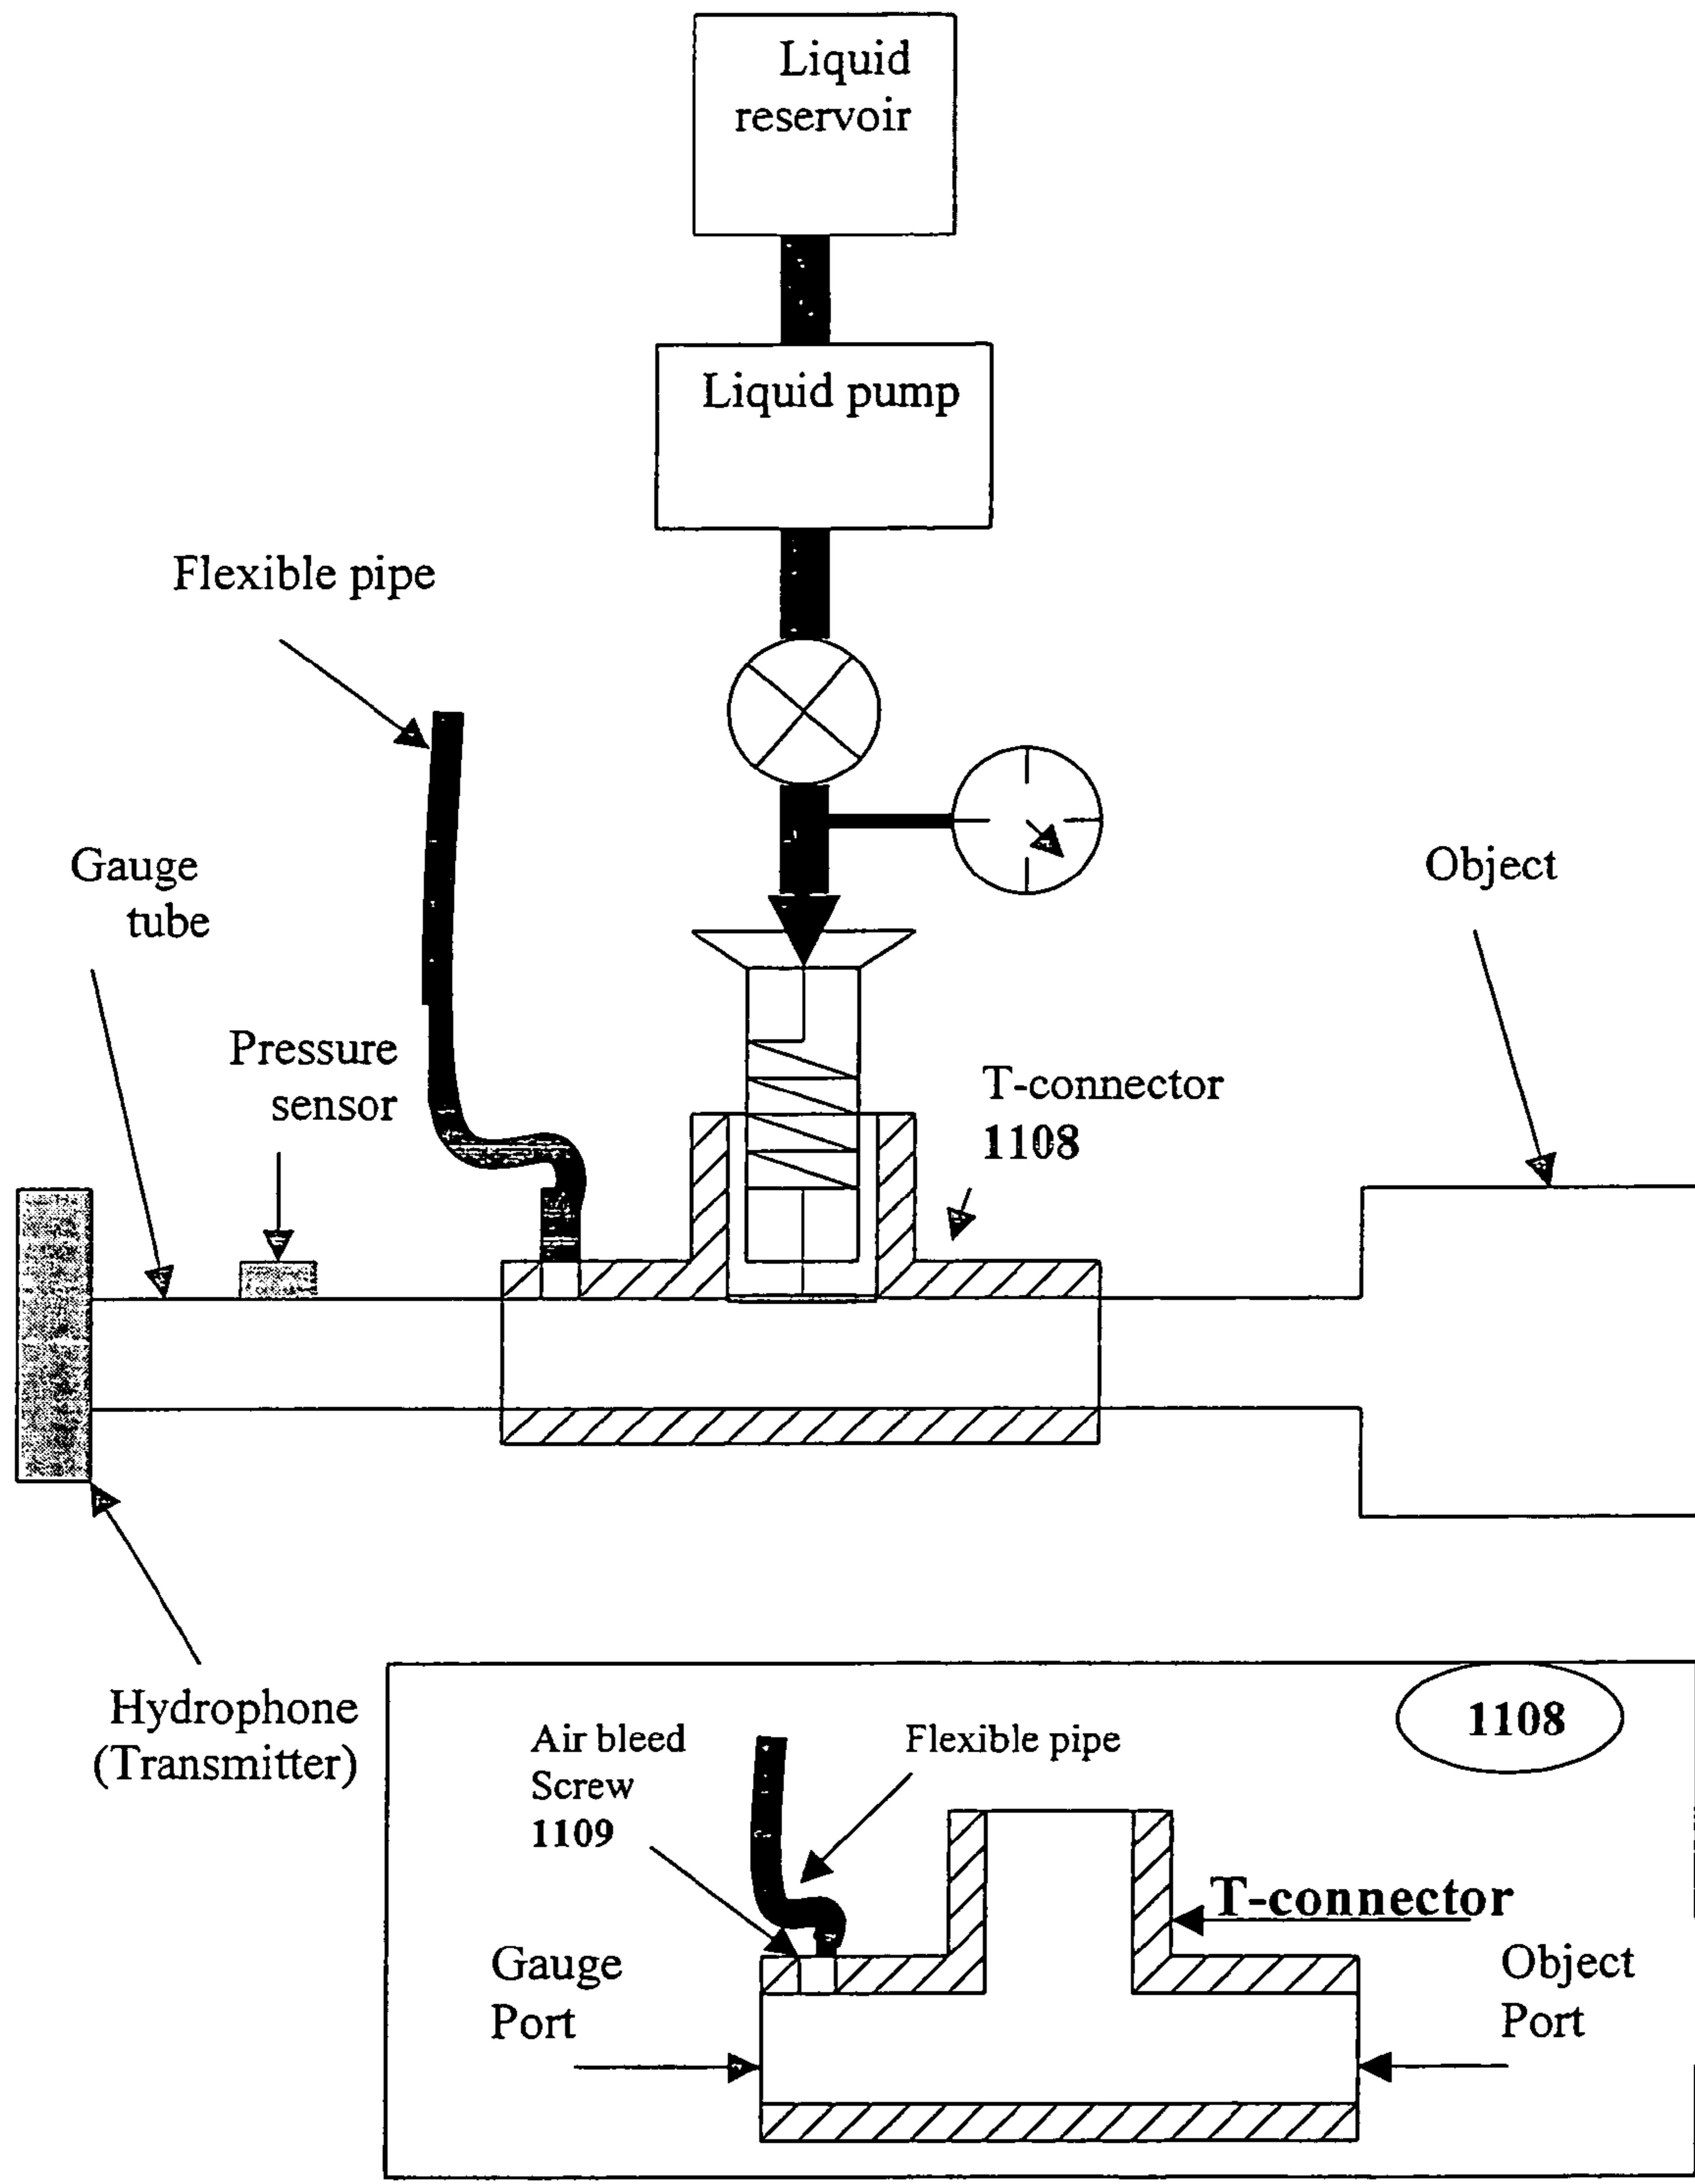 Liquid
reservoir
Liquid pump
Flexible pipe
Gauge
tube
Object
Pressure
sensor
T-connector
1108
Hydrophone
(Transmitter)
1108
Air bleed
Screw
1109
Flexible pipe
T-connector
Gauge
Port
Object
Port